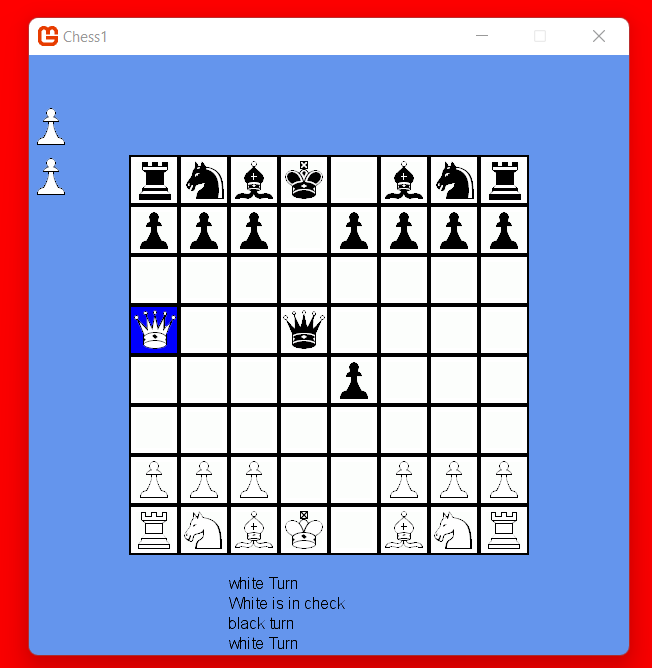 Chess1
white Turn
White is in check
black turn
white Turn